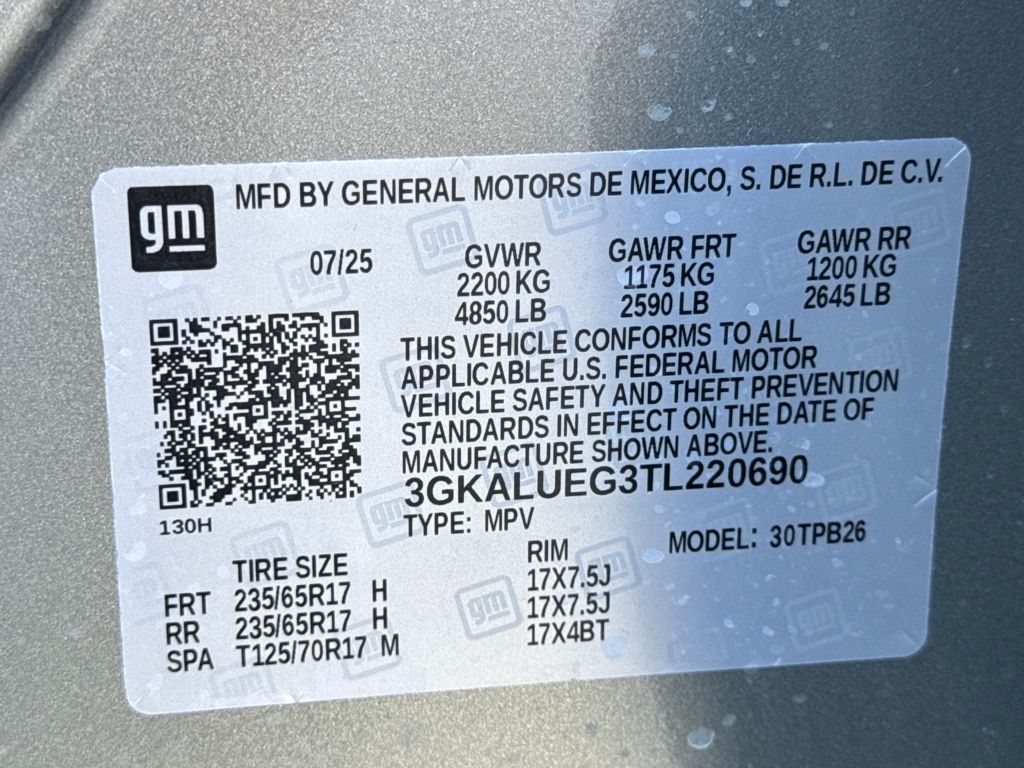 gm
MFD BY GENERAL MOTORS DE MEXICO, S. DE R.L. DE C.V.
07/25 GVWR GAWR FRT GAWR RR
2200 KG 1175 KG 1200 KG
4850 LB 2590 LB 2645 LB
THIS VEHICLE CONFORMS TO ALL
APPLICABLE U.S. FEDERAL MOTOR
VEHICLE SAFETY AND THEFT PREVENTION
STANDARDS IN EFFECT ON THE DATE OF
MANUFACTURE SHOWN ABOVE.
3GKALUEG3TL220690
130H
TYPE: MPV MODEL: 30TPB26
TIRE SIZE RIM
FRT 235/65R17 H 17X7.5J
RR 235/65R17 H 17X7.5J
SPA T125/70R17 M 17X4BT